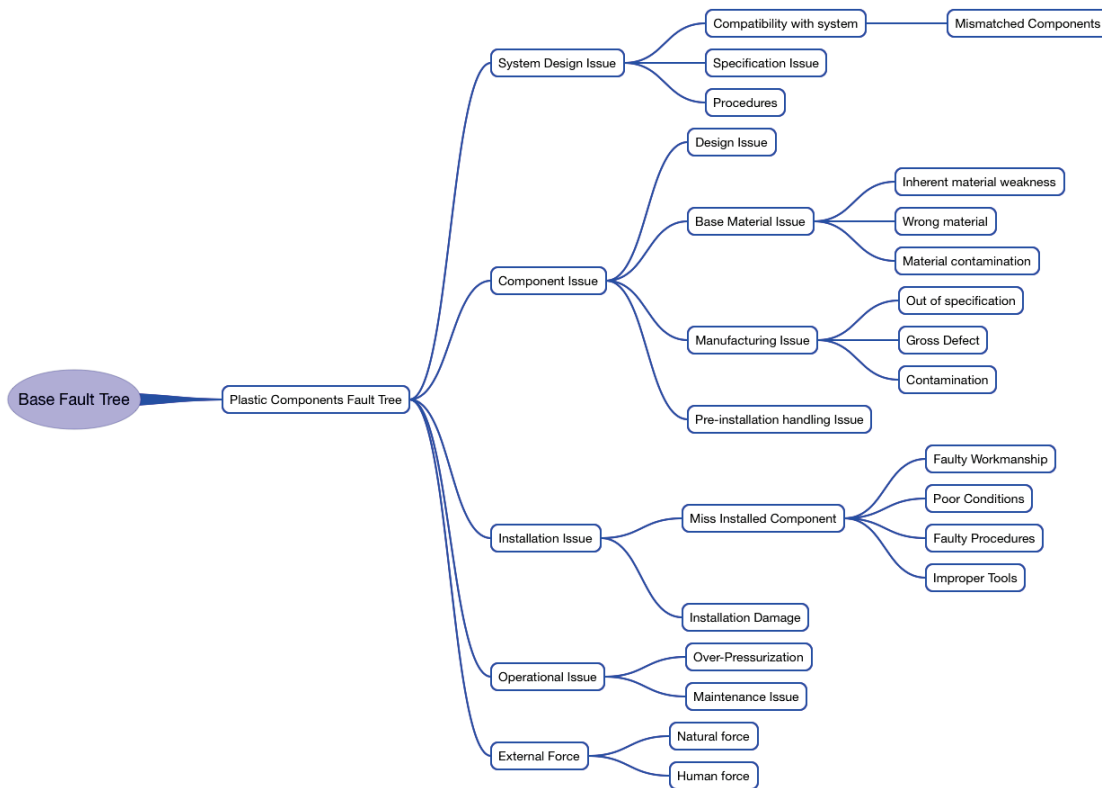 Base Fault Tree
Plastic Components Fault Tree
System Design Issue
Compatibility with system
Mismatched Components
Specification Issue
Procedures
Component Issue
Design Issue
Base Material Issue
Inherent material weakness
Wrong material
Material contamination
Manufacturing Issue
Out of specification
Gross Defect
Contamination
Pre-installation handling Issue
Installation Issue
Miss Installed Component
Faulty Workmanship
Poor Conditions
Faulty Procedures
Improper Tools
Installation Damage
Operational Issue
Over-Pressurization
Maintenance Issue
External Force
Natural force
Human force